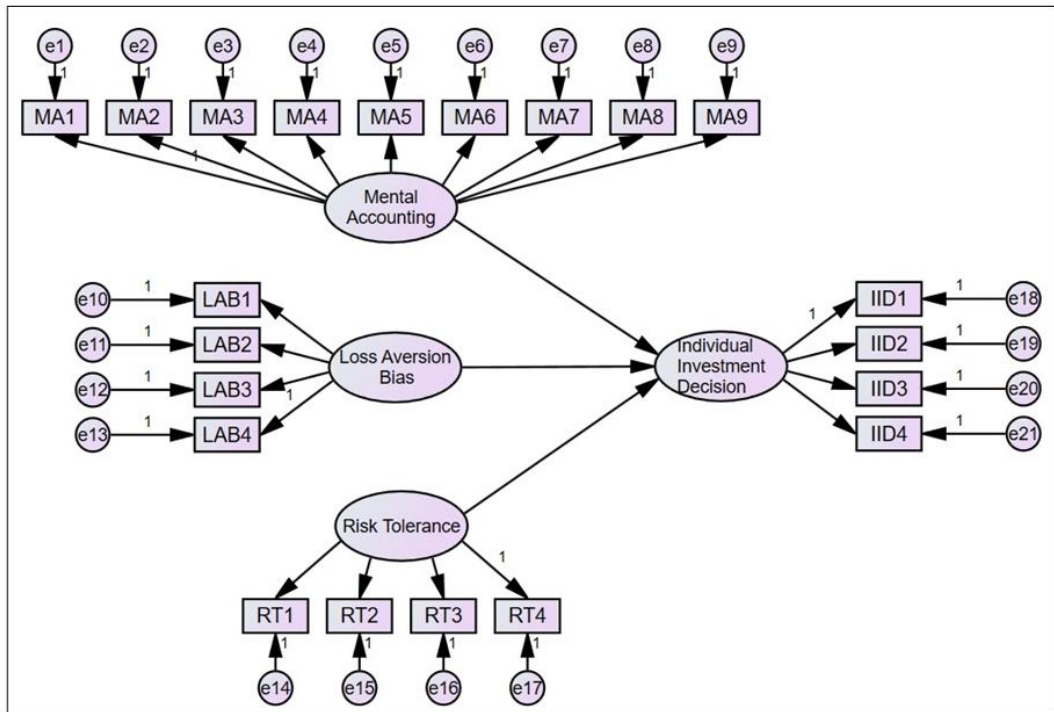 e1 e2 e3 e4 e5 e6 e7 e8 e9
1 1 1 1 1 1 1 1 1
MA1 MA2 MA3 MA4 MA5 MA6 MA7 MA8 MA9
1
Mental
Accounting
e10 1 LAB1
e11 1 LAB2
e12 1 LAB3
e13 1 LAB4
1
Loss Aversion
Bias
Individual
Investment
Decision
1
IID1 1 e18
IID2 1 e19
IID3 1 e20
IID4 1 e21
Risk Tolerance
1
RT1 RT2 RT3 RT4
1 1 1 1
e14 e15 e16 e17